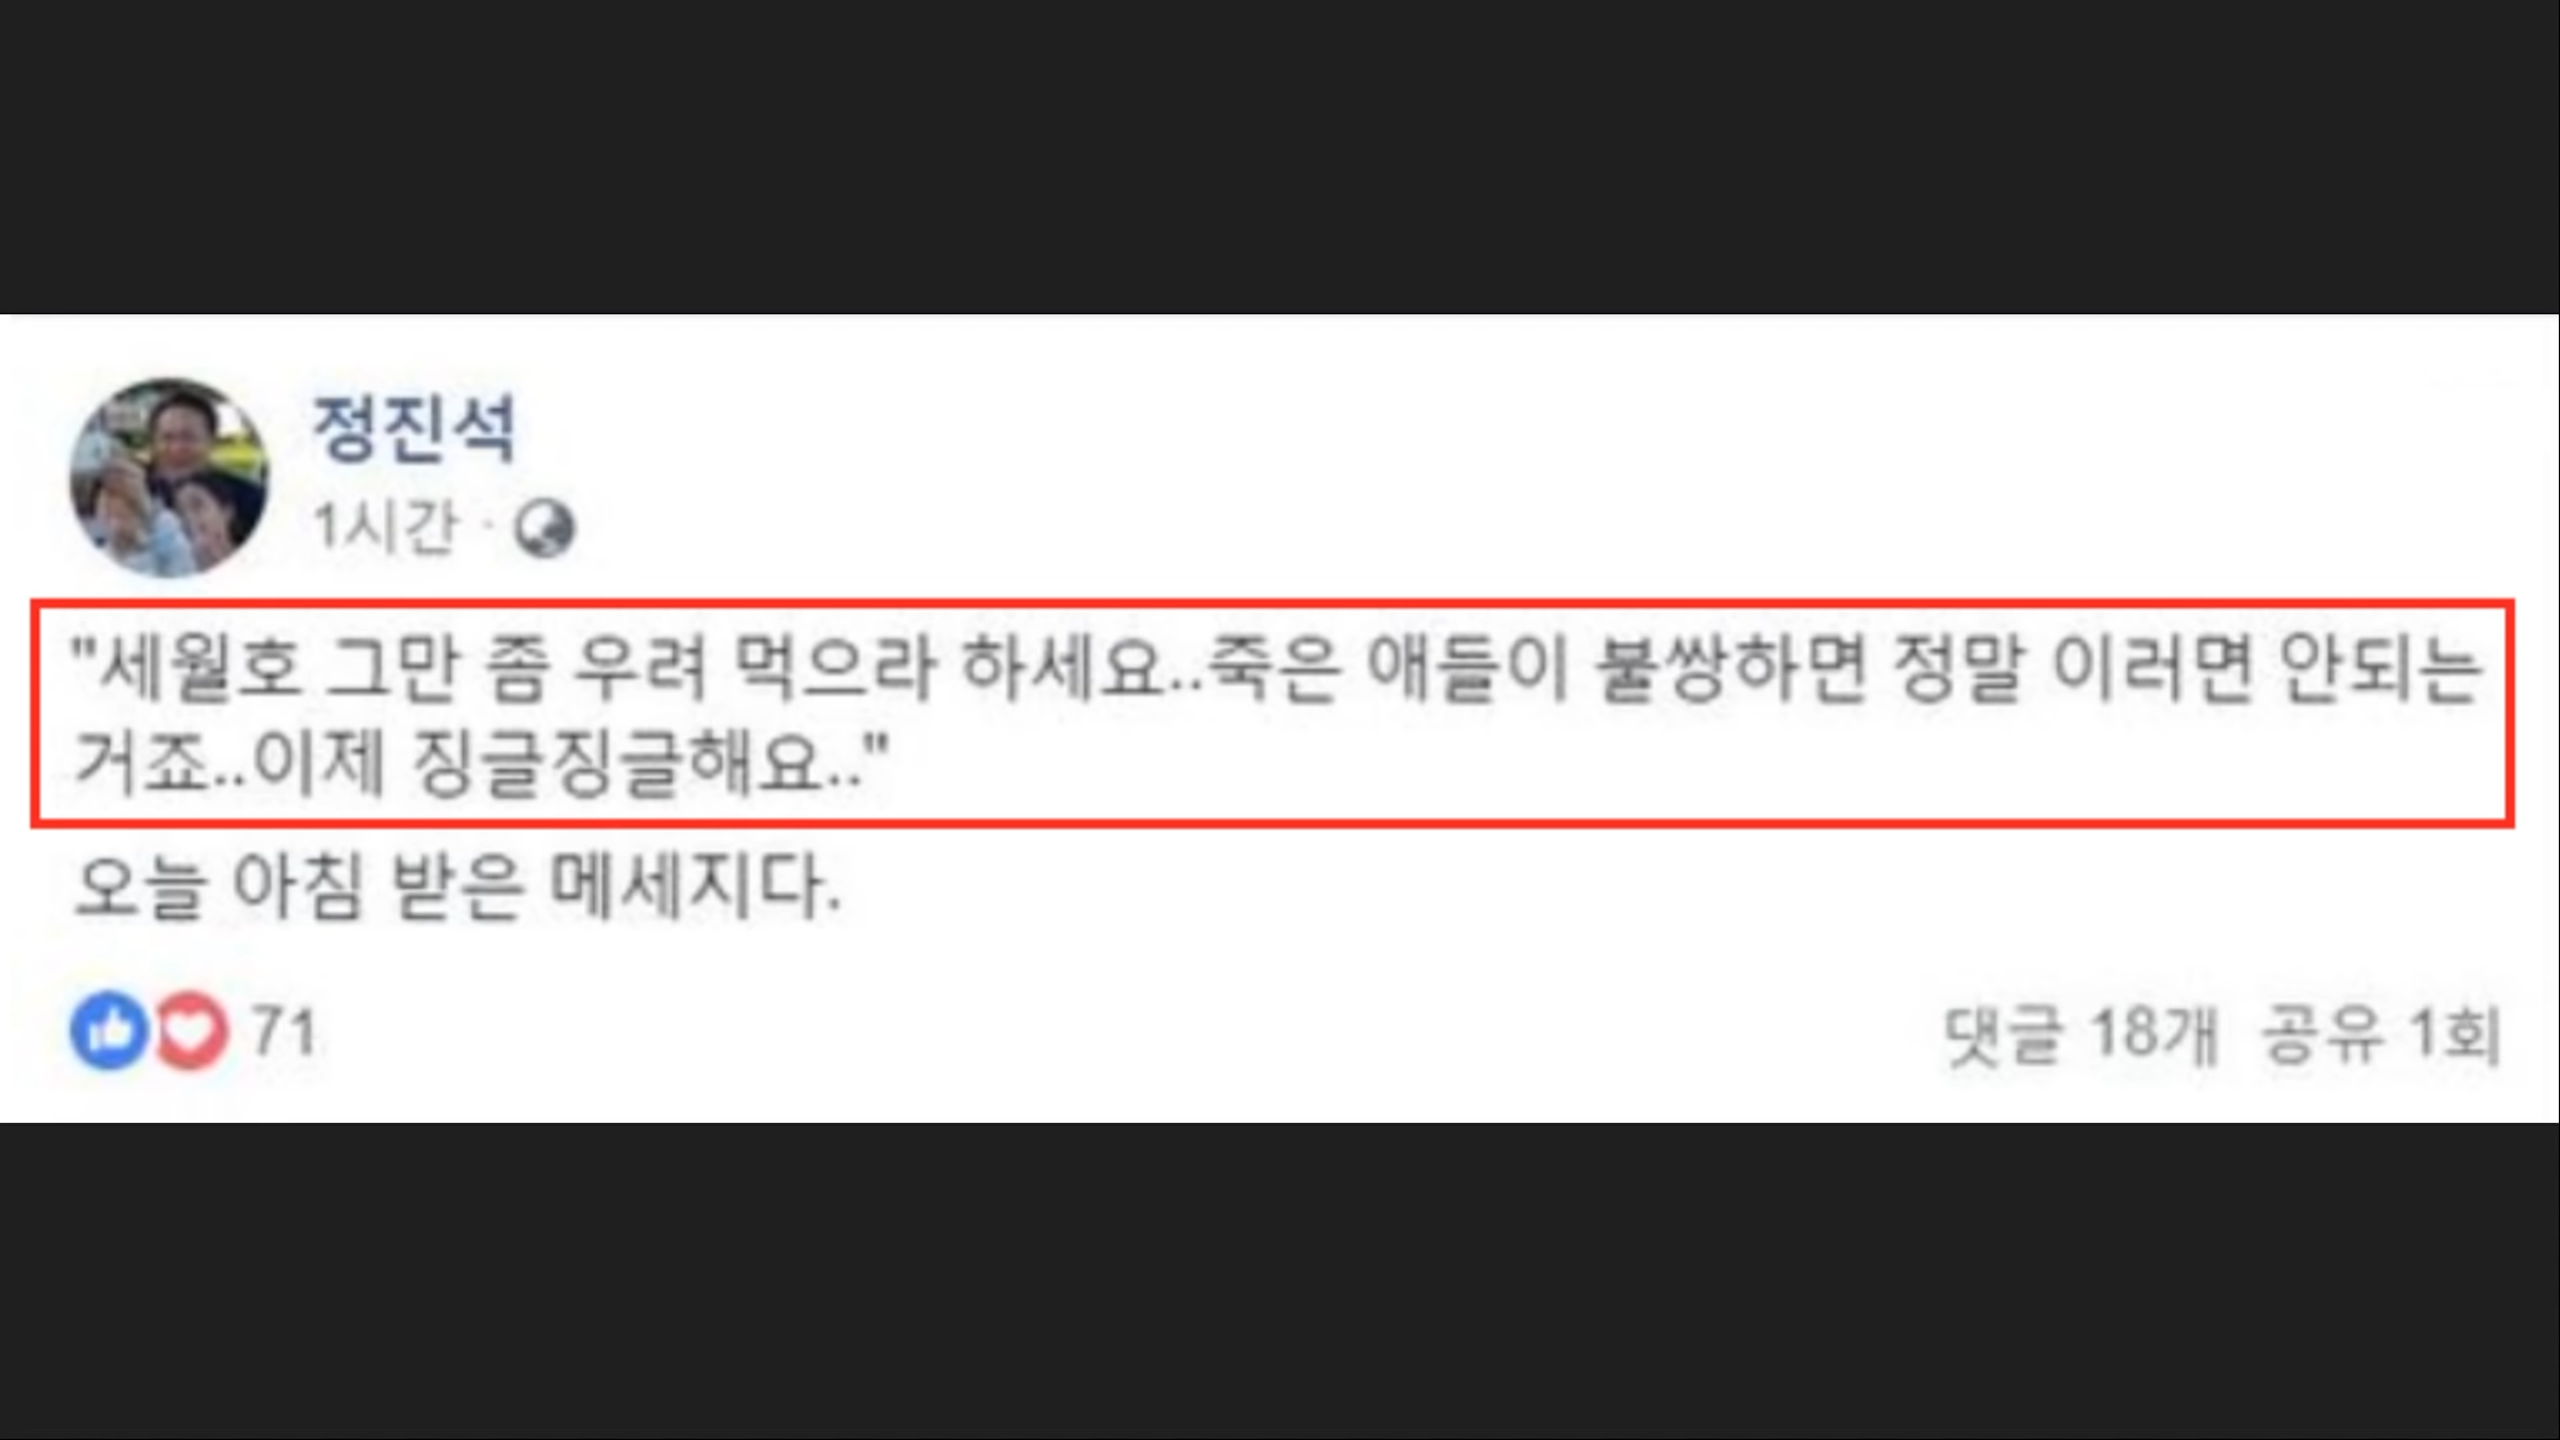 정진석
1시간 ·
"세월호 그만 좀 우려 먹으라 하세요..죽은 애들이 불쌍하면 정말 이러면 안되는
거죠..이제 징글징글해요.."
오늘 아침 받은 메세지다.
71
댓글 18개 공유 1회